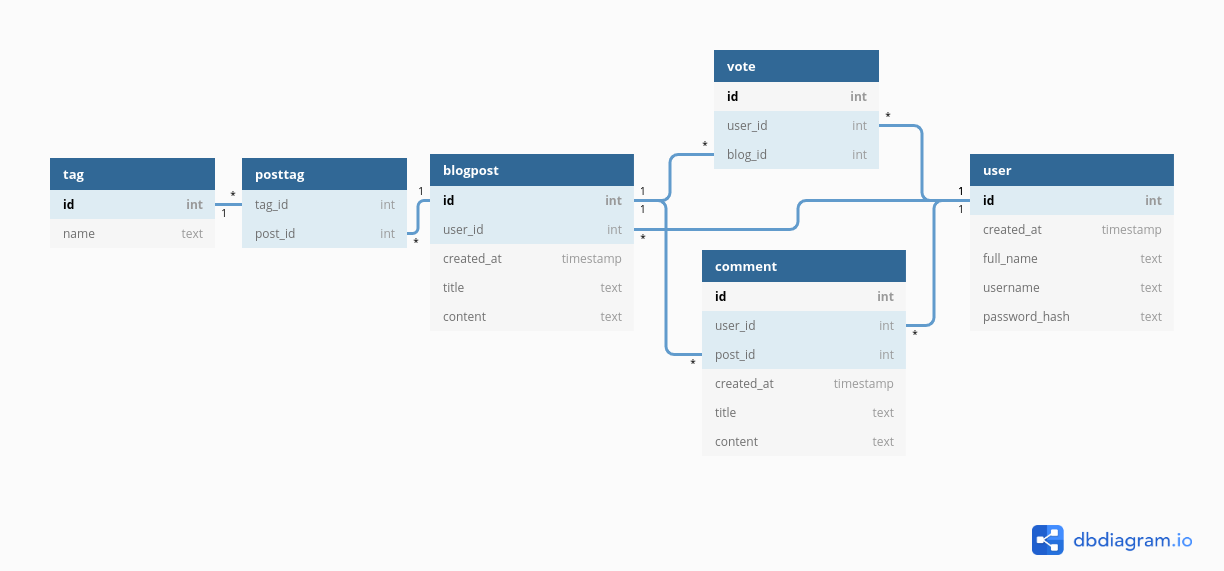 tag
id int
name text
posttag
tag_id int
post_id int
blogpost
id int
user_id int
created_at timestamp
title text
content text
vote
id int
user_id int
blog_id int
comment
id int
user_id int
post_id int
created_at timestamp
title text
content text
user
id int
created_at timestamp
full_name text
username text
password_hash text
*
1
1
*
1
1
*
*
*
*
*
1
1
dbdiagram.io